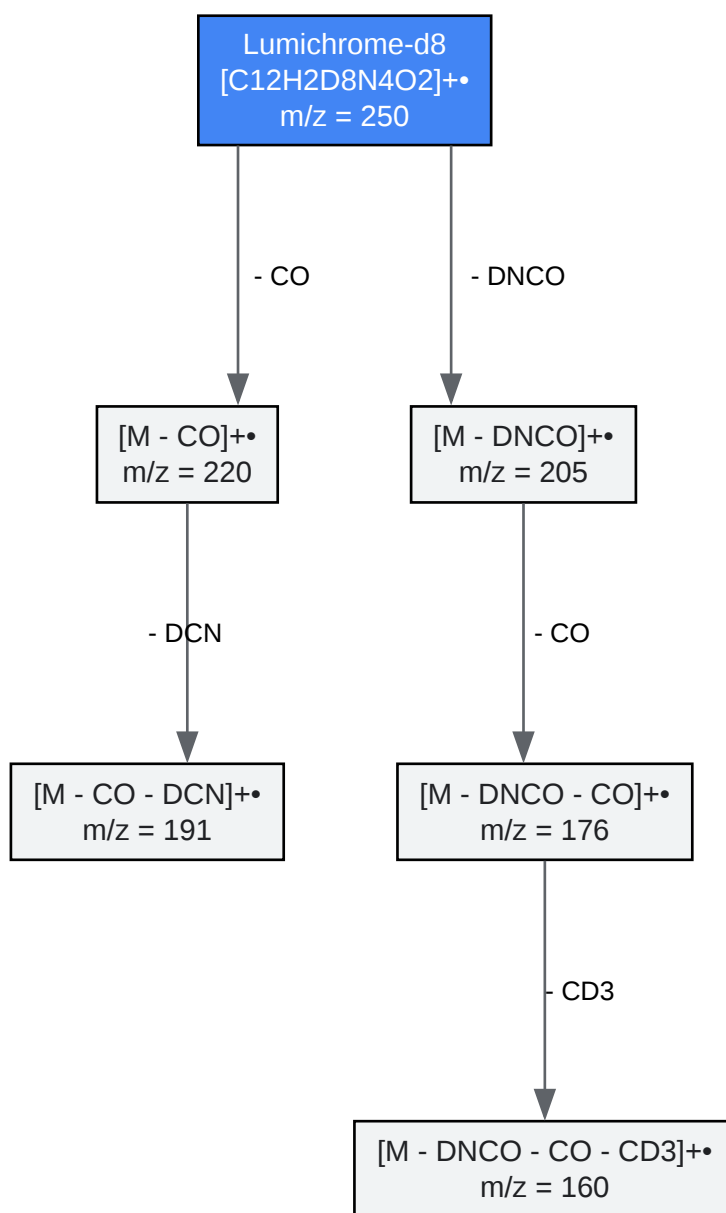 Lumichrome-d8
[C12H2D8N4O2]+•
m/z = 250
- CO
- DNCO
[M - CO]+•
m/z = 220
[M - DNCO]+•
m/z = 205
- DCN
- CO
[M - CO - DCN]+•
m/z = 191
[M - DNCO - CO]+•
m/z = 176
- CD3
[M - DNCO - CO - CD3]+•
m/z = 160